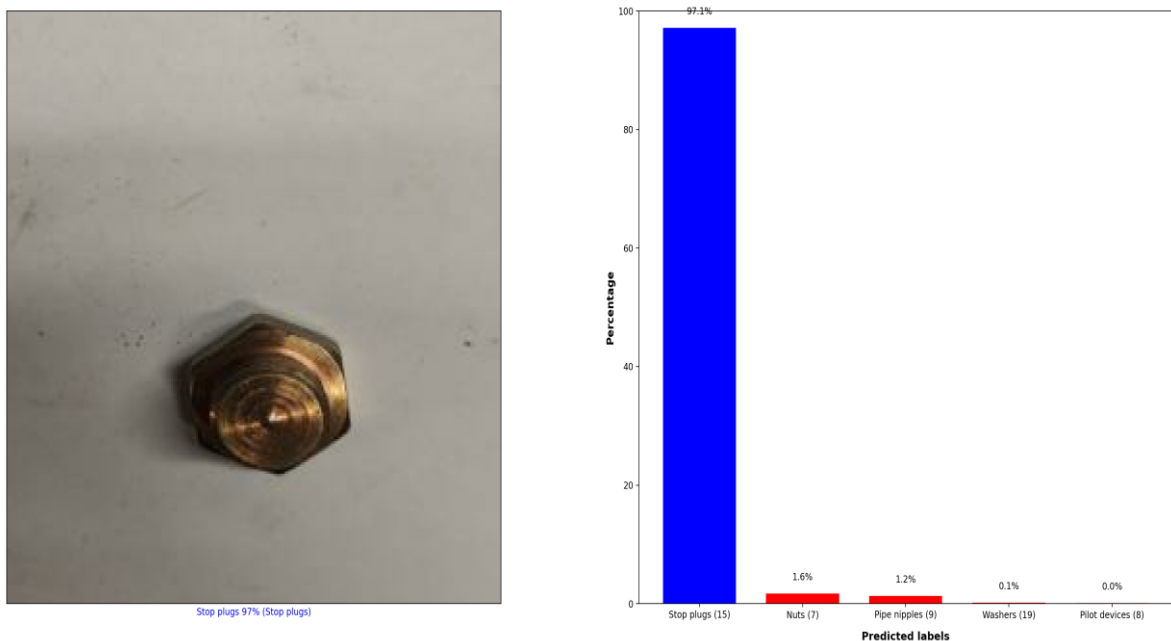 Stop plugs 97% (Stop plugs)
100
80
60
40
20
0
Percentage
97.1%
1.6%
1.2%
0.1%
0.0%
Stop plugs (15)
Nuts (7)
Pipe nipples (9)
Washers (19)
Pilot devices (8)
Predicted labels